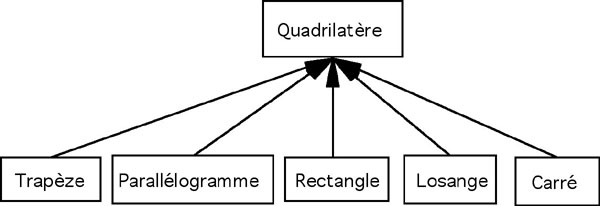 Quadrilatère
Trapèze
Parallélogramme
Rectangle
Losange
Carré